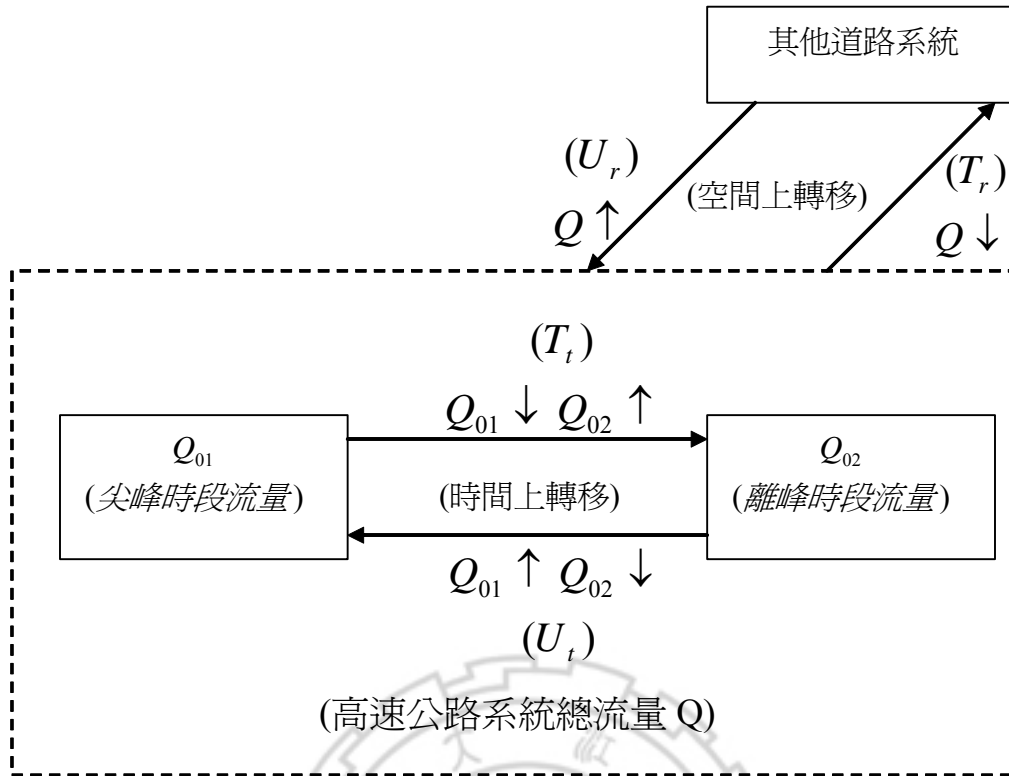 其他道路系統
(U_r)
Q ↑
(空間上轉移)
(T_r)
Q ↓
(T_t)
Q_01 ↓ Q_02 ↑
Q_01
(尖峰時段流量)
(時間上轉移)
Q_02
(離峰時段流量)
Q_01 ↑ Q_02 ↓
(U_t)
(高速公路系統總流量 Q)